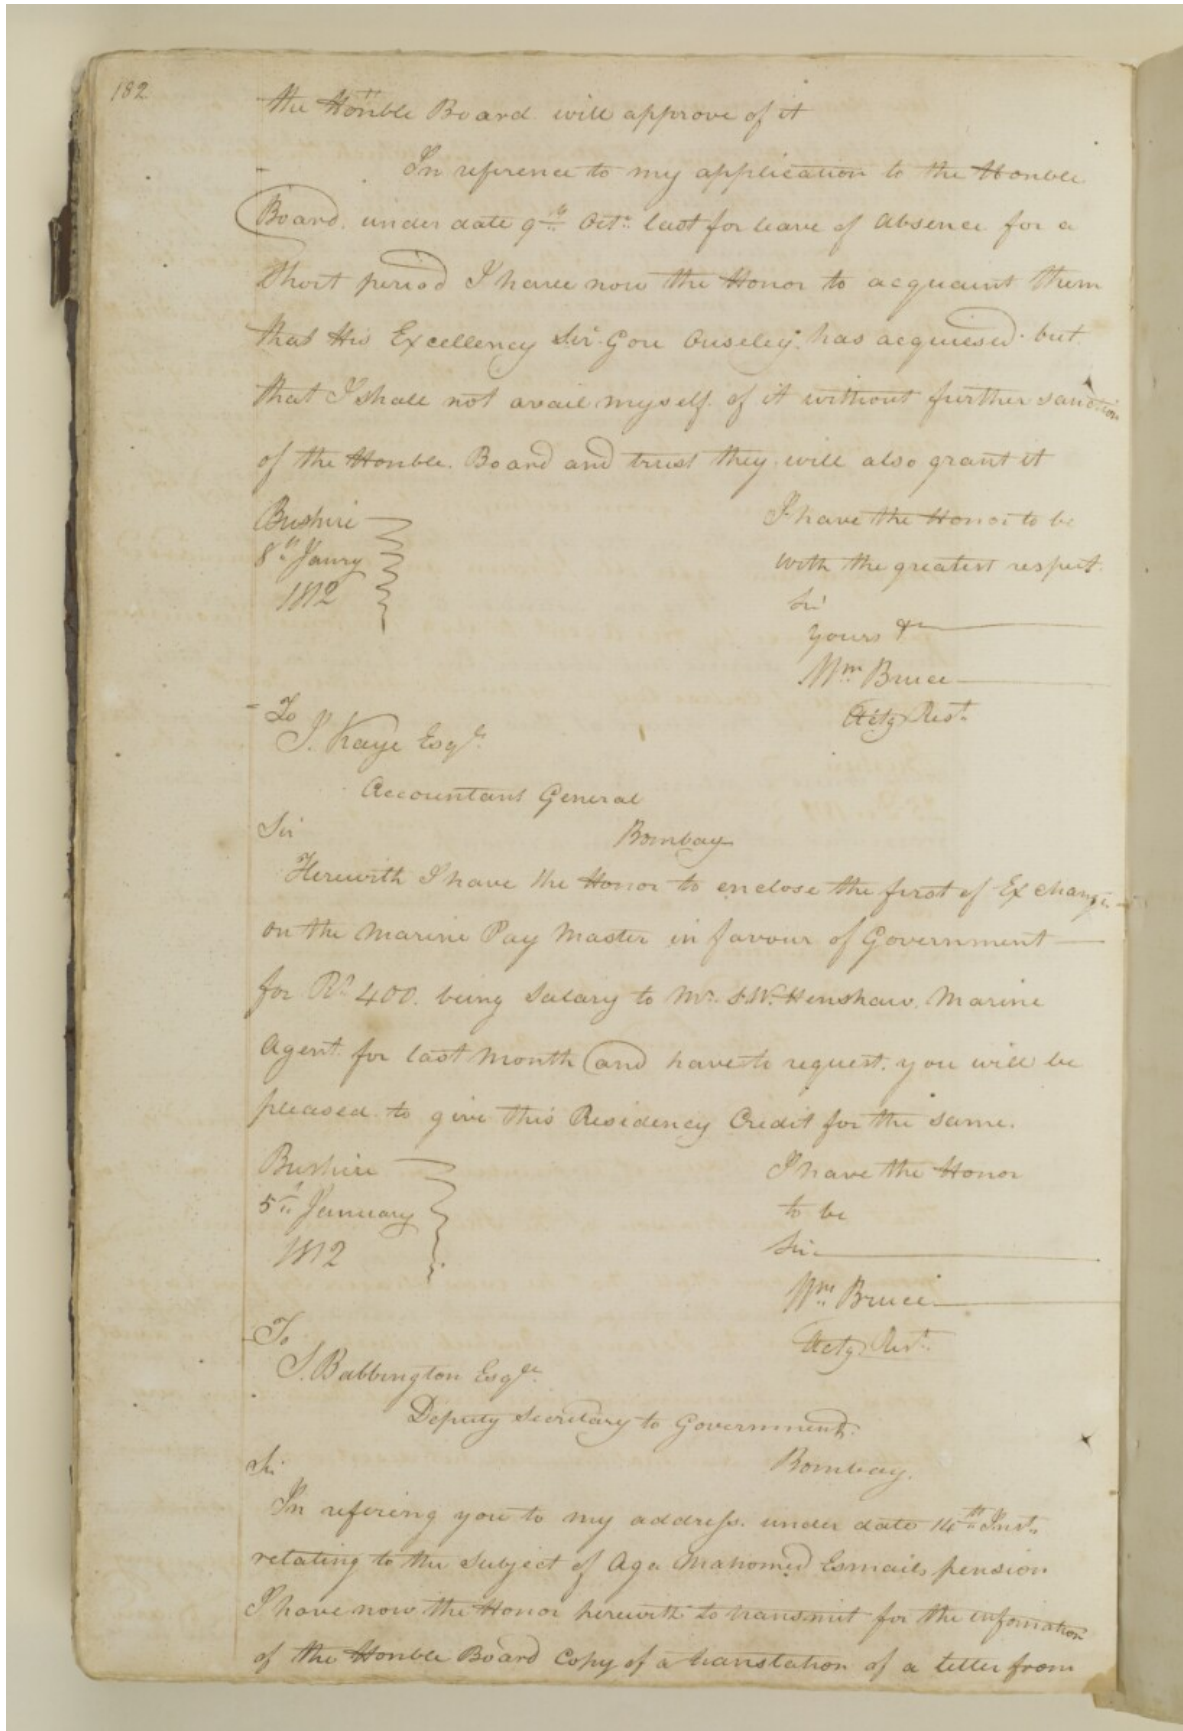 182
the Honble Board will approve of it
In reference to my application to the Honble
Board under date 9th Octr last for leave of absence for a
short period I have now the Honor to acquaint them
that His Excellency Sir Gore Ouseley has acquiesed but
that I shall not avail myself of it without further sanction
of the Honble Board and trust they will also grant it
Bushire
8th Janry
1812
I have the Honor to be
with the greatest respect
Sir
Yours &
Wm Bruce
Actg Rest
To
J. Kaye Esqr
Accountant General
Bombay
Sir
Herewith I have the Honor to enclose the first of Exchange
on the Marine Pay Master in favour of Government
for Rs 400. being Salary to Mr. Henshaw. Marine
Agent for last Month and have to request you will be
pleased to give this Residency Credit for the same.
Bushire
5th January
1812
I have the Honor
to be
Sir
Wm Bruce
Actg Rest
To
J. Babbington Esqre
Deputy Secretary to Government
Bombay.
Sir
In refering you to my address. under date 14th Inst.
relating to the subject of Aga Mahomed Esmails pension
I have now the Honor herewith to transmit for the information
of the Honble Board Copy of a translation of a letter from